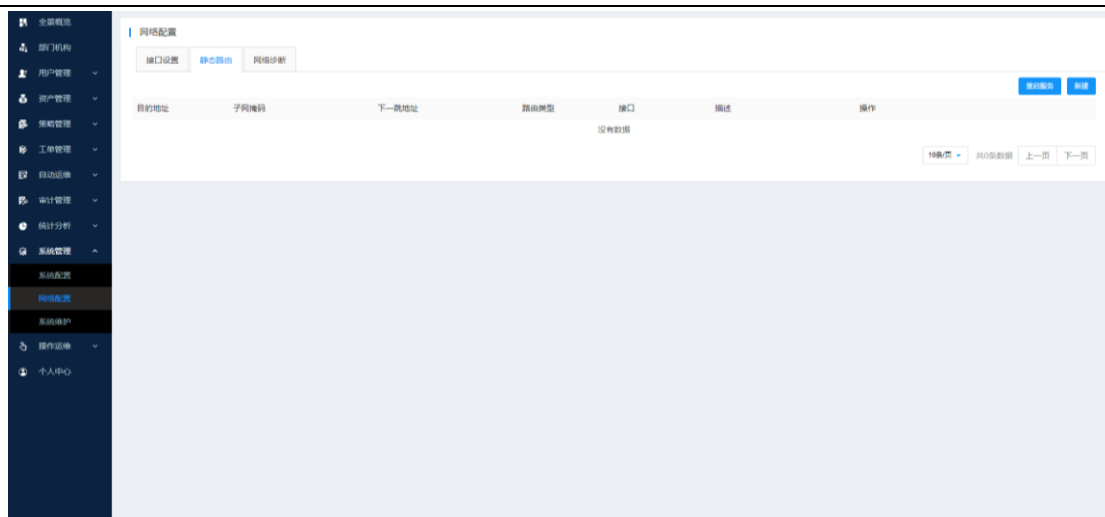 全景概览
部门机构
用户管理
资产管理
策略管理
工单管理
自动运维
审计管理
统计分析
系统管理
系统配置
网络配置
系统维护
操作运维
个人中心
网络配置
接口设置 静态路由 网络诊断
重启服务 新建
目的地址 子网掩码 下一跳地址 路由类型 接口 描述 操作
没有数据
10条/页 共0条数据 上一页 下一页